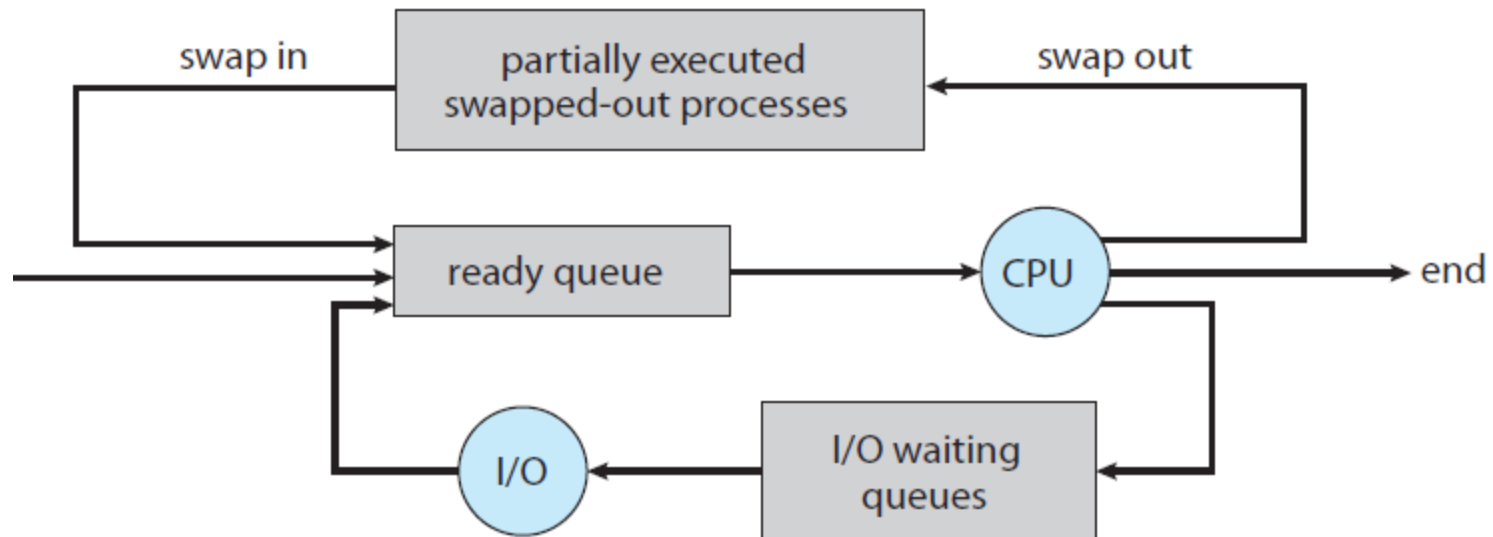 swap in
partially executed
swapped-out processes
swap out
ready queue
CPU
end
I/O
I/O waiting
queues